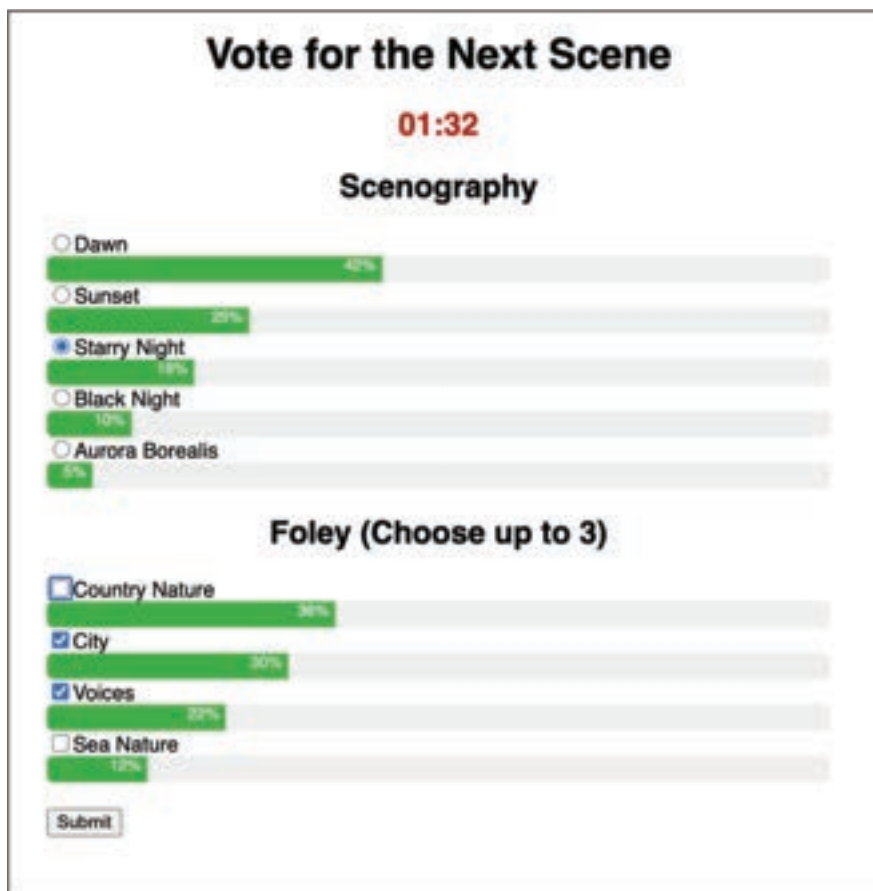 Vote for the Next Scene
01:32
Scenography
Dawn
42%
Sunset
25%
Starry Night
18%
Black Night
10%
Aurora Borealis
5%
Foley (Choose up to 3)
Country Nature
36%
City
30%
Voices
22%
Sea Nature
12%
Submit